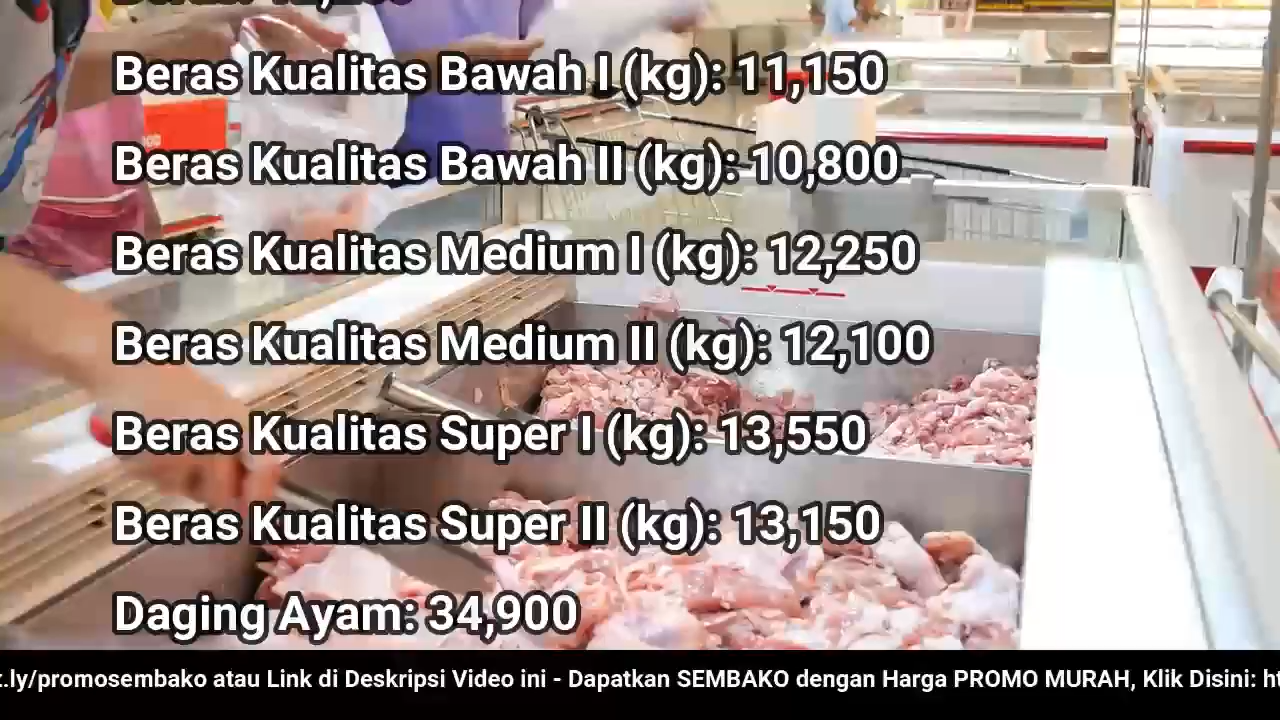 Beras Kualitas Bawah I (kg): 11,150
Beras Kualitas Bawah II (kg): 10,800
Beras Kualitas Medium I (kg): 12,250
Beras Kualitas Medium II (kg): 12,100
Beras Kualitas Super I (kg): 13,550
Beras Kualitas Super II (kg): 13,150
Daging Ayam: 34,900
.ly/promosembako atau Link di Deskripsi Video ini - Dapatkan SEMBAKO dengan Harga PROMO MURAH, Klik Disini: